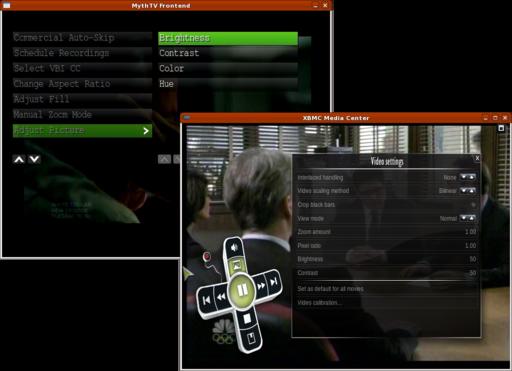 MythTV Frontend
Commercial Auto-Skip
Schedule Recordings
Select VBI CC
Change Aspect Ratio
Adjust Fill
Manual Zoom Mode
Adjust Picture
Brightness
Contrast
Color
Hue
XBMC Media Center
Video settings
Interlaced handling None
Video scaling method Bilinear
Crop black bars
View mode Normal
Zoom amount 1.00
Pixel ratio 1.00
Brightness 50
Contrast 50
Set as default for all movies
Video calibration...